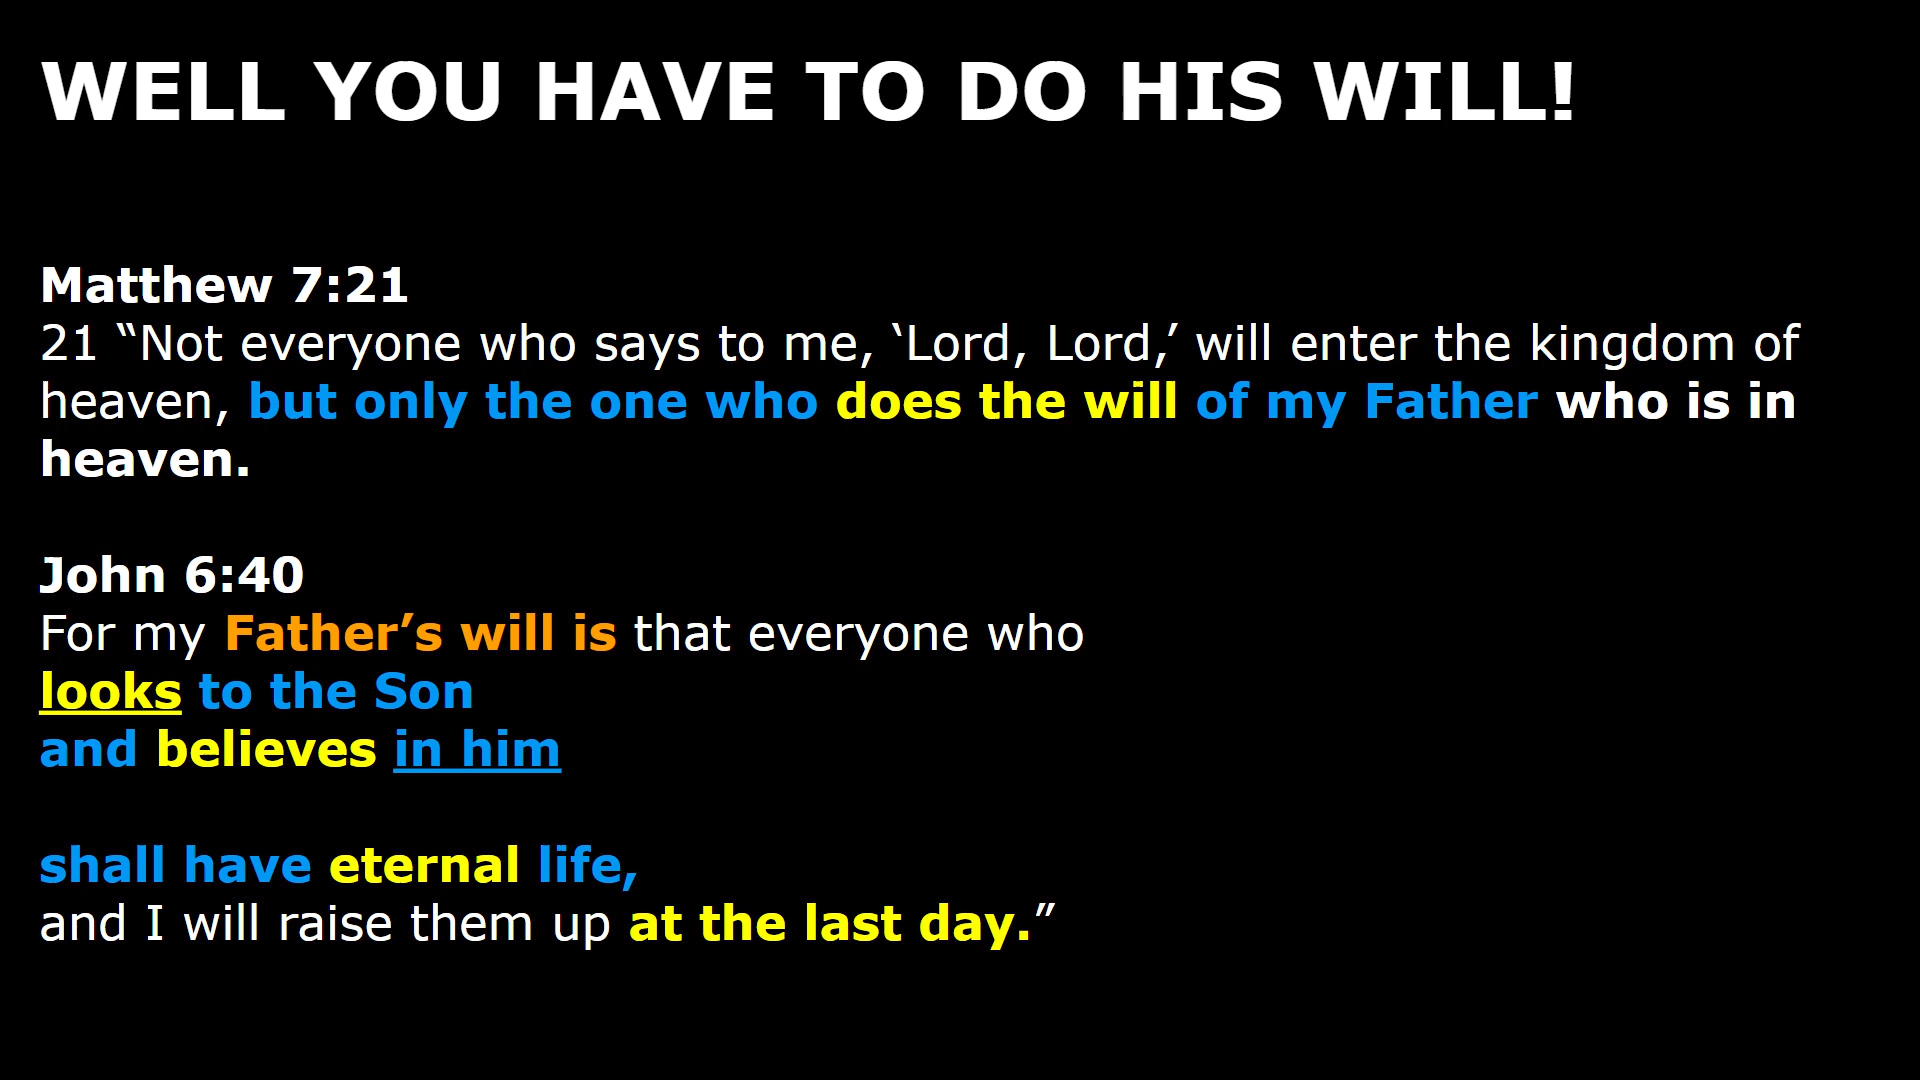 WELL YOU HAVE TO DO HIS WILL!
Matthew 7:21
21 “Not everyone who says to me, ‘Lord, Lord,’ will enter the kingdom of
heaven, but only the one who does the will of my Father who is in
heaven.
John 6:40
For my Father’s will is that everyone who
looks to the Son
and believes in him
shall have eternal life,
and I will raise them up at the last day.”